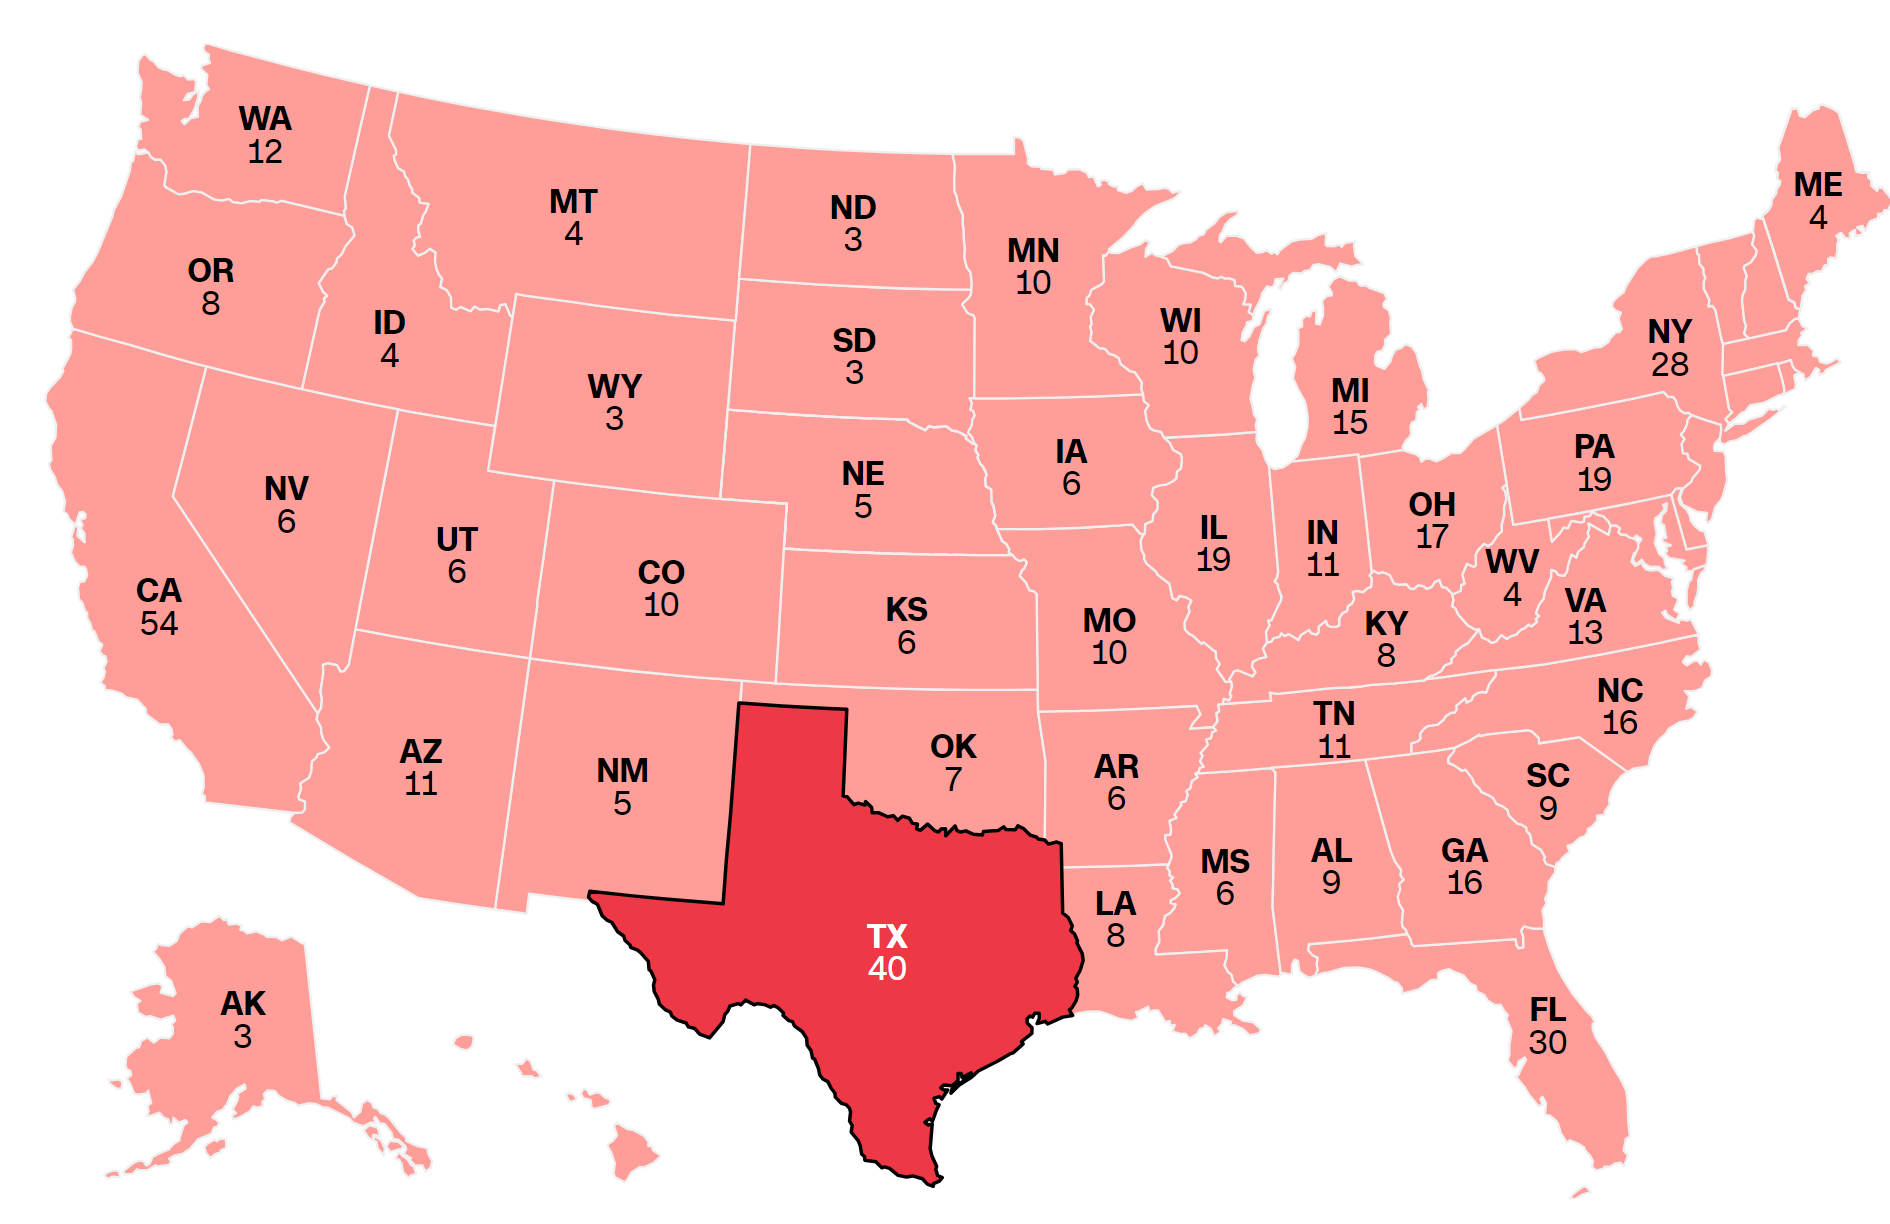 WA
12
ME
4
MT
4
ND
3
MN
10
OR
8
ID
4
SD
3
WI
10
NY
28
WY
3
MI
15
IA
6
PA
19
NE
5
NV
6
UT
6
CO
10
IL
19
IN
11
OH
17
WV
4
CA
54
KS
6
MO
10
KY
8
VA
13
NC
16
TN
11
AZ
11
NM
5
OK
7
AR
6
SC
9
MS
6
AL
9
GA
16
LA
8
TX
40
AK
3
FL
30